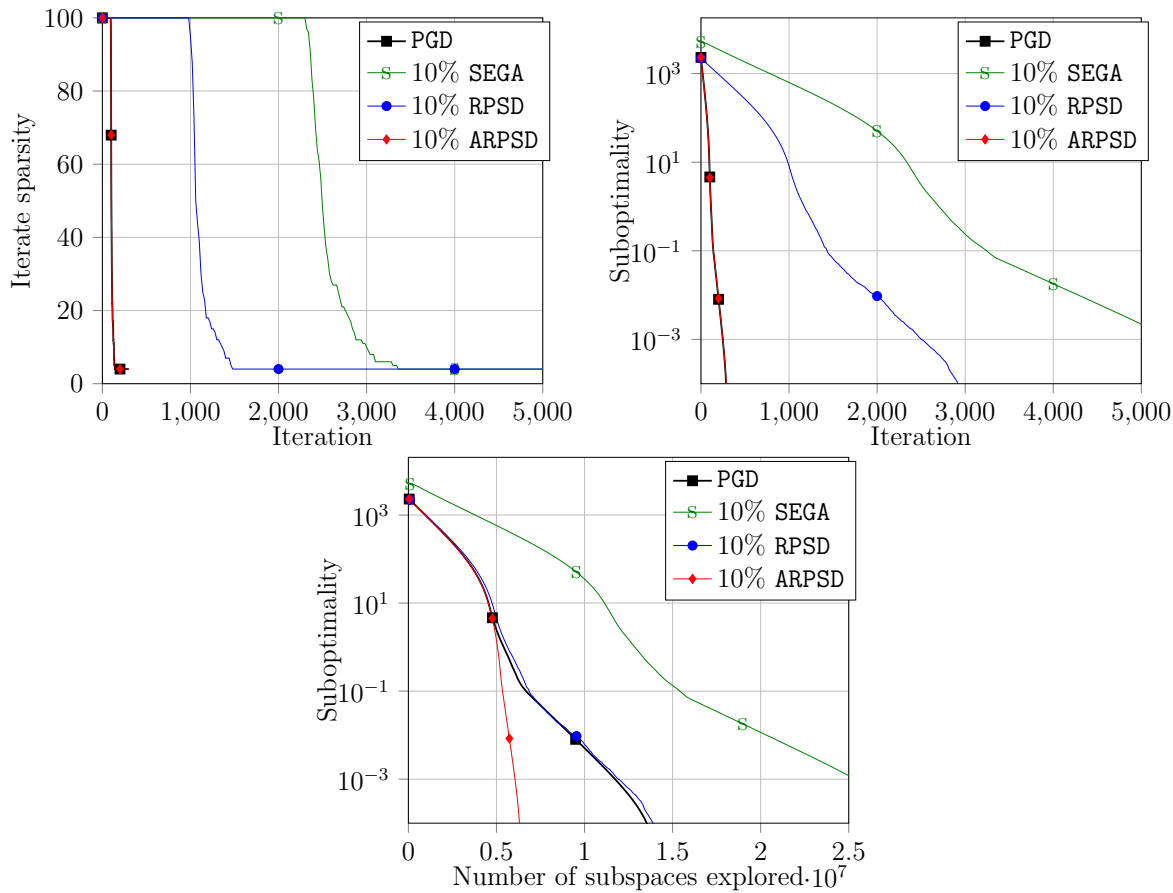 100
80
60
40
20
0
Iterate sparsity
0
1,000
2,000
3,000
4,000
5,000
Iteration
PGD
S 10% SEGA
10% RPSD
10% ARPSD
S
S
10^3
10^1
10^−1
10^−3
Suboptimality
0
1,000
2,000
3,000
4,000
5,000
Iteration
PGD
S 10% SEGA
10% RPSD
10% ARPSD
S
S
S
10^3
10^1
10^−1
10^−3
Suboptimality
0
0.5
1
1.5
2
2.5
Number of subspaces explored·10^7
PGD
S 10% SEGA
10% RPSD
10% ARPSD
S
S
S